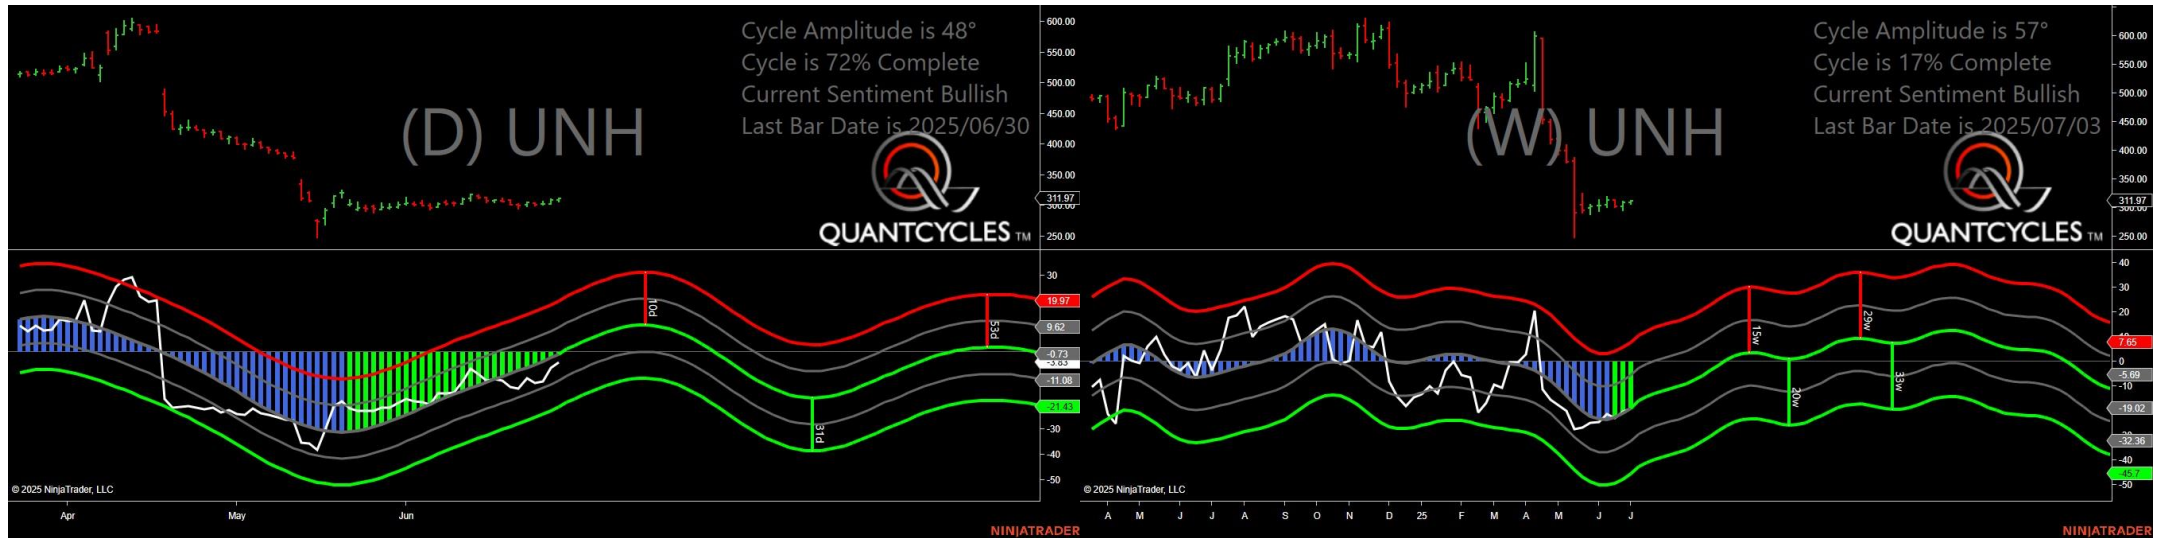 Cycle Amplitude is 48°
Cycle is 72% Complete
Current Sentiment Bullish
Last Bar Date is 2025/06/30
(D) UNH
QUANTCYCLES TM
600.00
550.00
500.00
450.00
400.00
350.00
311.97
300.00
250.00
10d
31d
53d
30
19.97
9.62
-0.73
-3.83
-11.08
-21.43
-30
-40
-50
© 2025 NinjaTrader, LLC
Apr May Jun
NINJATRADER
Cycle Amplitude is 57°
Cycle is 17% Complete
Current Sentiment Bullish
Last Bar Date is 2025/07/03
(W) UNH
QUANTCYCLES TM
600.00
550.00
500.00
450.00
400.00
350.00
311.97
300.00
250.00
15w
20w
29w
33w
40
30
20
7.65
0
-5.69
-10
-19.02
-32.36
-40
-45.7
-50
© 2025 NinjaTrader, LLC
A M J J A S O N D 25 F M A M J J
NINJATRADER